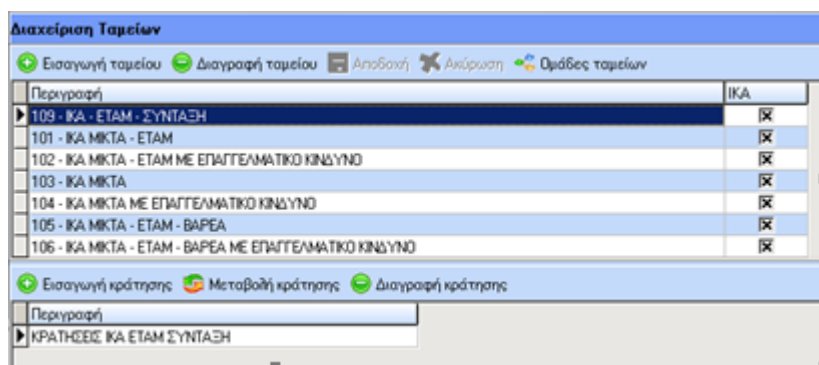 Διαχείριση Ταμείων
Εισαγωγή ταμείου Διαγραφή ταμείου Αποδοχή Ακύρωση Ομάδες ταμείων
Περιγραφή ΙΚΑ
109 - ΙΚΑ - ΕΤΑΜ - ΣΥΝΤΑΞΗ
101 - ΙΚΑ ΜΙΚΤΑ - ΕΤΑΜ
102 - ΙΚΑ ΜΙΚΤΑ - ΕΤΑΜ ΜΕ ΕΠΑΓΓΕΛΜΑΤΙΚΟ ΚΙΝΔΥΝΟ
103 - ΙΚΑ ΜΙΚΤΑ
104 - ΙΚΑ ΜΙΚΤΑ ΜΕ ΕΠΑΓΓΕΛΜΑΤΙΚΟ ΚΙΝΔΥΝΟ
105 - ΙΚΑ ΜΙΚΤΑ - ΕΤΑΜ - ΒΑΡΕΑ
106 - ΙΚΑ ΜΙΚΤΑ - ΕΤΑΜ - ΒΑΡΕΑ ΜΕ ΕΠΑΓΓΕΛΜΑΤΙΚΟ ΚΙΝΔΥΝΟ
Εισαγωγή κράτησης Μεταβολή κράτησης Διαγραφή κράτησης
Περιγραφή
ΚΡΑΤΗΣΕΙΣ ΙΚΑ ΕΤΑΜ ΣΥΝΤΑΞΗ